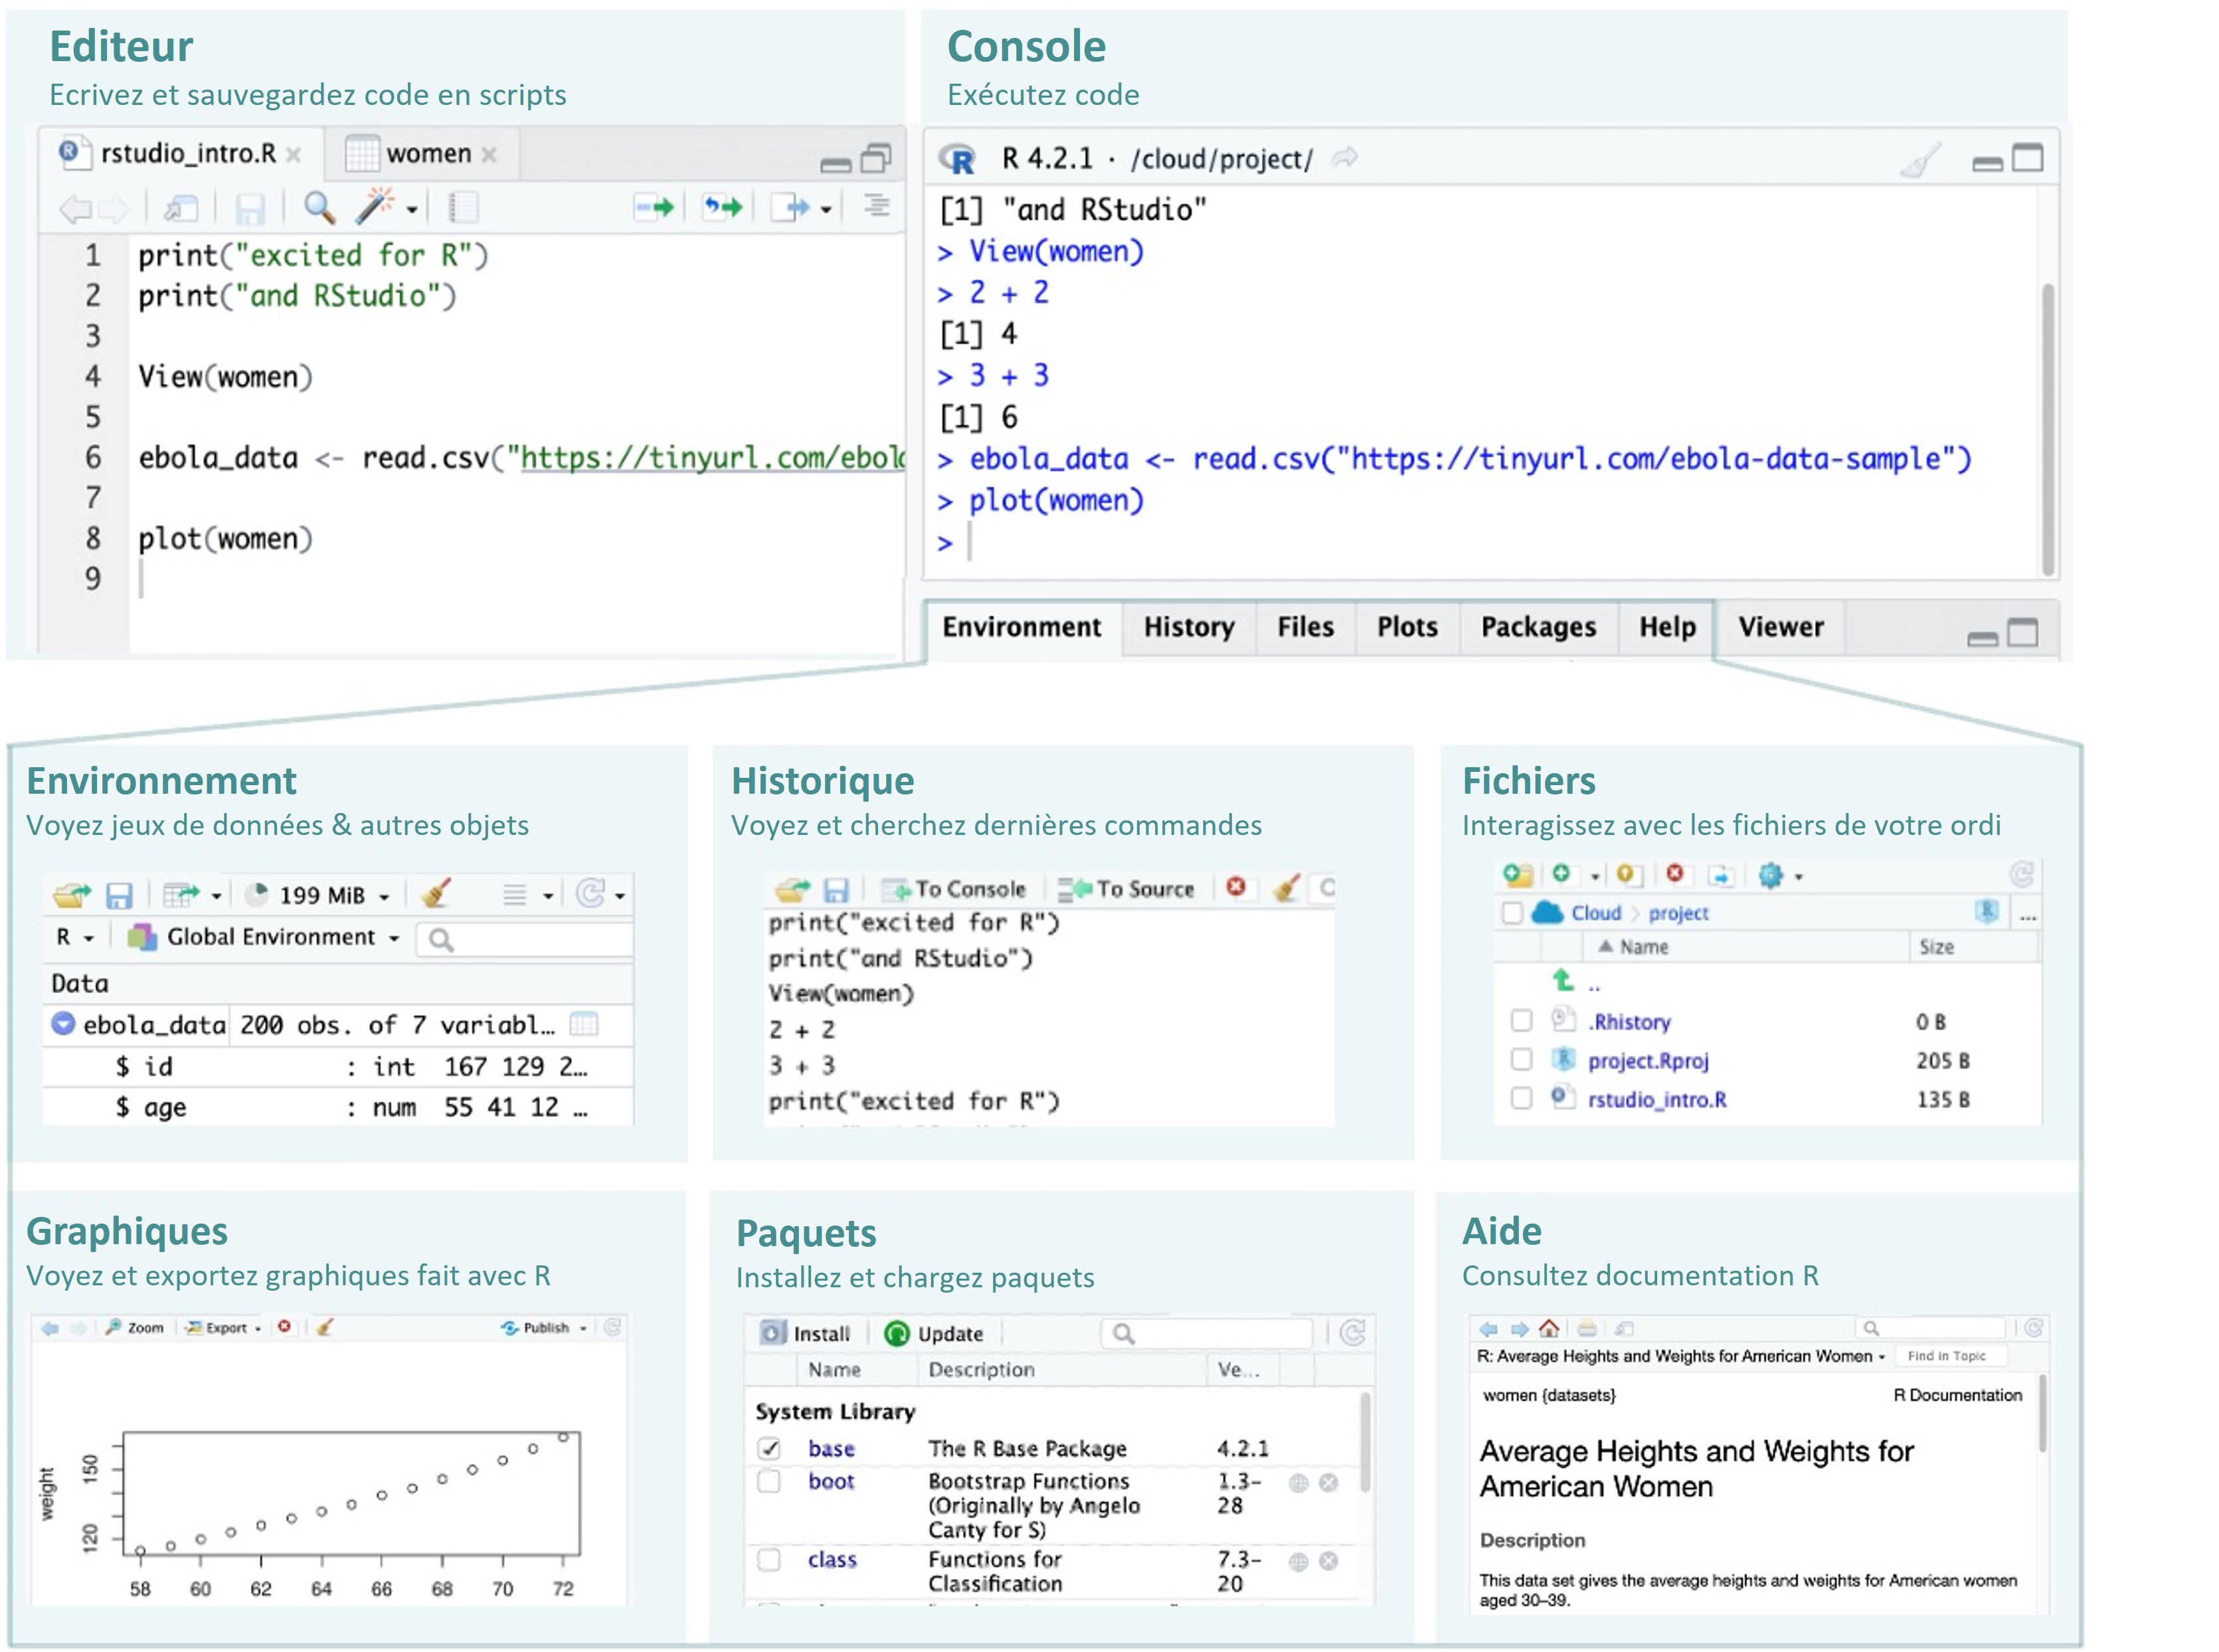 Editeur
Ecrivez et sauvegardez code en scripts
rstudio_intro.R
women
1 print("excited for R")
2 print("and RStudio")
3
4 View(women)
5
6 ebola_data <- read.csv("https://tinyurl.com/ebol
7
8 plot(women)
9
Console
Exécutez code
R 4.2.1 · /cloud/project/
[1] "and RStudio"
> View(women)
> 2 + 2
[1] 4
> 3 + 3
[1] 6
> ebola_data <- read.csv("https://tinyurl.com/ebola-data-sample")
> plot(women)
>
Environment History Files Plots Packages Help Viewer
Environnement
Voyez jeux de données & autres objets
199 MiB
R Global Environment
Data
ebola_data 200 obs. of 7 variabl…
$ id : int 167 129 2…
$ age : num 55 41 12 …
Historique
Voyez et cherchez dernières commandes
To Console To Source
print("excited for R")
print("and RStudio")
View(women)
2 + 2
3 + 3
print("excited for R")
Fichiers
Interagissez avec les fichiers de votre ordi
Cloud project ...
Name Size
..
.Rhistory 0 B
project.Rproj 205 B
rstudio_intro.R 135 B
Graphiques
Voyez et exportez graphiques fait avec R
Zoom Export Publish
weight
150
120
58 60 62 64 66 68 70 72
Paquets
Installez et chargez paquets
Install Update
Name Description Ve...
System Library
base The R Base Package 4.2.1
boot Bootstrap Functions 1.3-
(Originally by Angelo 28
Canty for S)
class Functions for 7.3-
Classification 20
Aide
Consultez documentation R
R: Average Heights and Weights for American Women Find in Topic
women {datasets} R Documentation
Average Heights and Weights for
American Women
Description
This data set gives the average heights and weights for American women
aged 30–39.